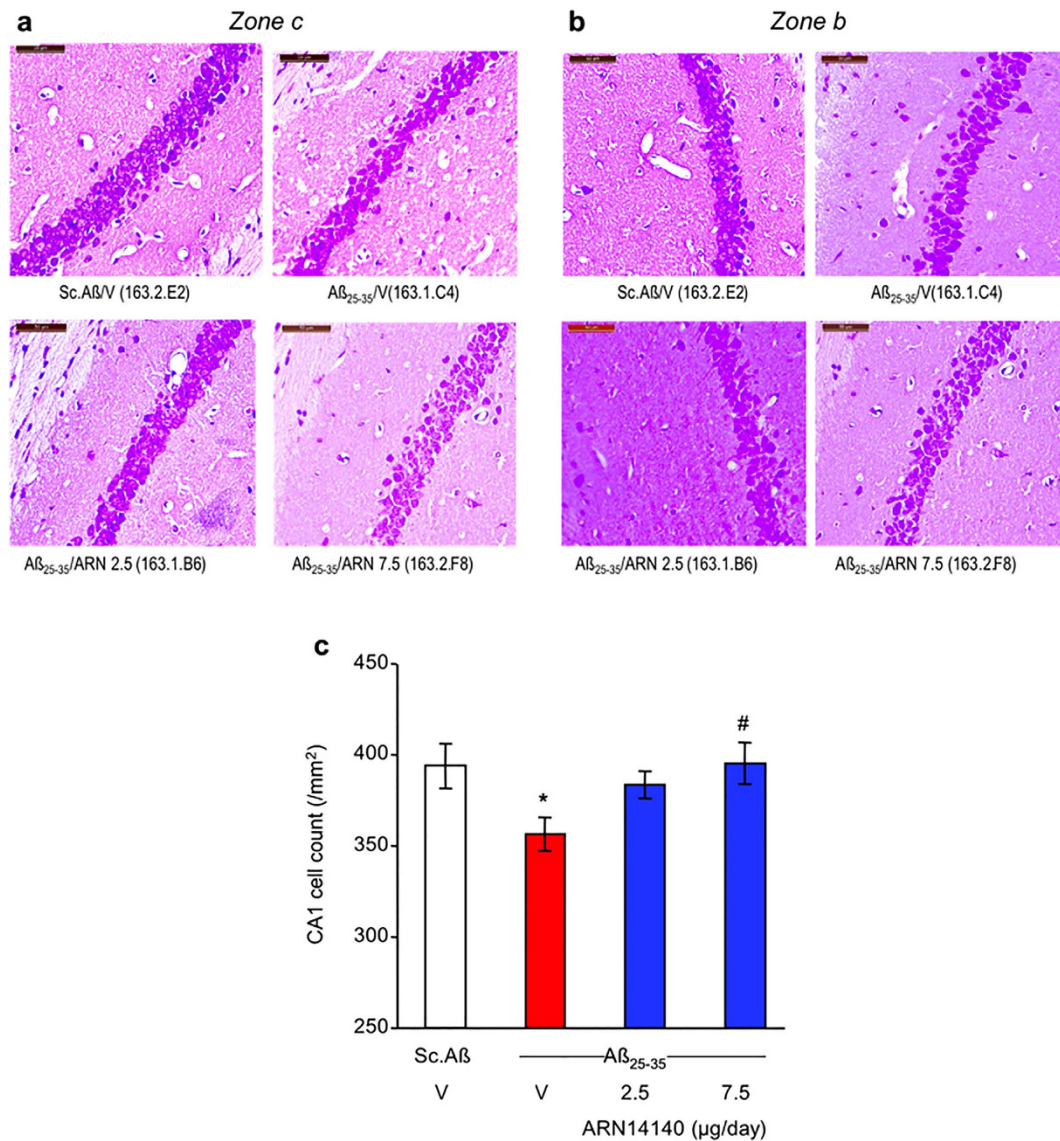 a Zone c b Zone b
Sc.Aß/V (163.2.E2) Aß25-35/V(163.1.C4) Sc.Aß/V (163.2.E2) Aß25-35/V(163.1.C4)
Aß25-35/ARN 2.5 (163.1.B6) Aß25-35/ARN 7.5 (163.2.F8) Aß25-35/ARN 2.5 (163.1.B6) Aß25-35/ARN 7.5 (163.2.F8)
c
CA1 cell count (/mm²)
450
400
350
300
250
*
#
Sc.Aß Aß25-35
V V 2.5 7.5
ARN14140 (µg/day)